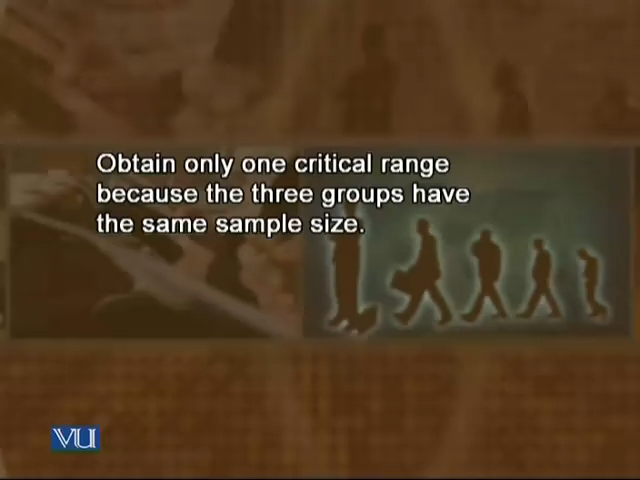 Obtain only one critical range
because the three groups have
the same sample size.
VU